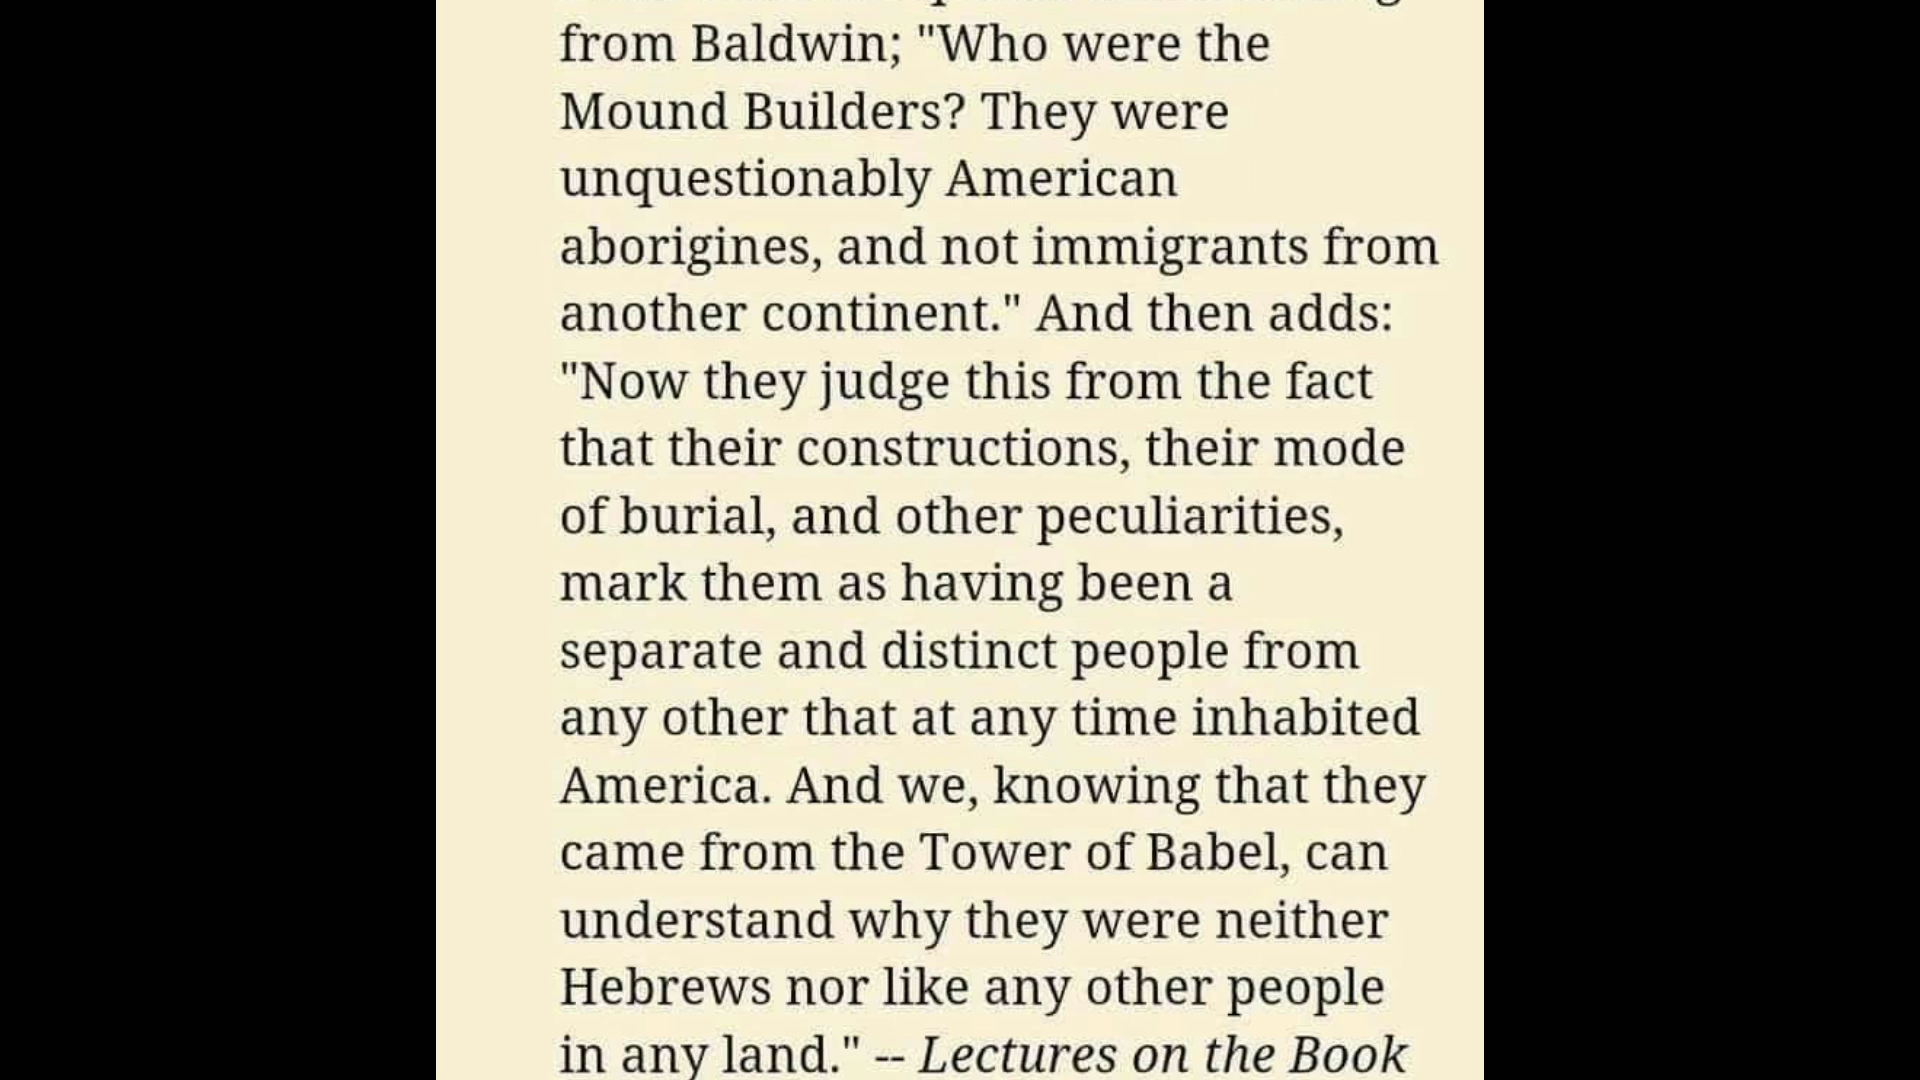 from Baldwin; "Who were the
Mound Builders? They were
unquestionably American
aborigines, and not immigrants from
another continent." And then adds:
"Now they judge this from the fact
that their constructions, their mode
of burial, and other peculiarities,
mark them as having been a
separate and distinct people from
any other that at any time inhabited
America. And we, knowing that they
came from the Tower of Babel, can
understand why they were neither
Hebrews nor like any other people
in any land." -- Lectures on the Book